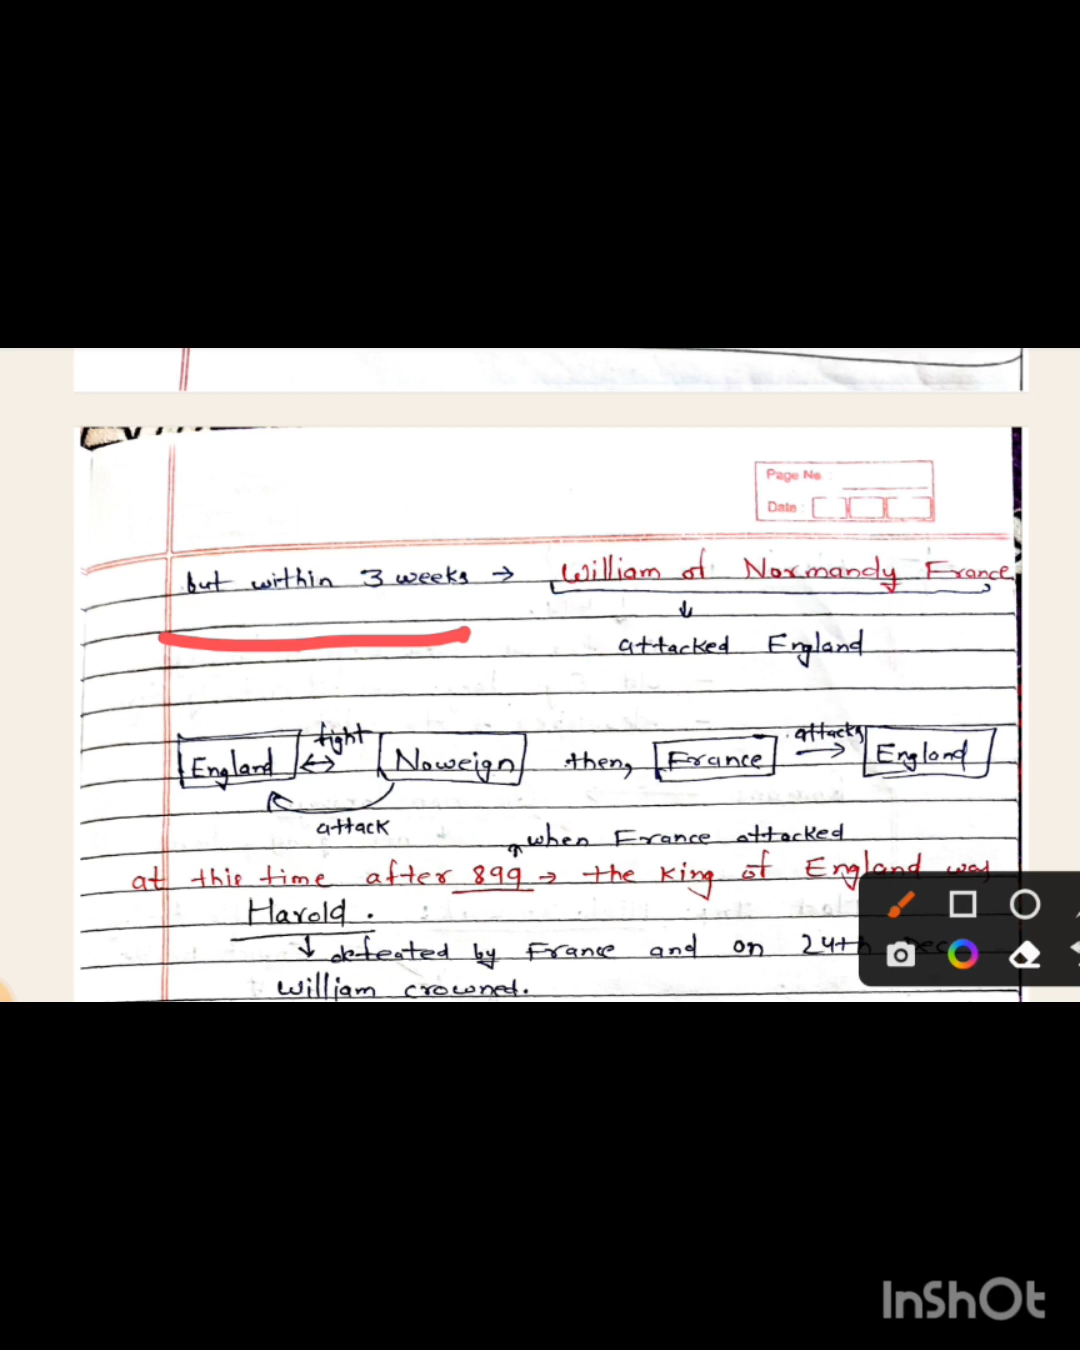 Page No.
Date:
but within 3 weeks → William of Normandy France
↓
attacked England
England ↔ fight Noweign then, France attacks → England
attack
when France attacked
at this time after 899 → the King of England was
Harold.
↓ defeated by France and on 24th Dec
William crowned.
InShOt